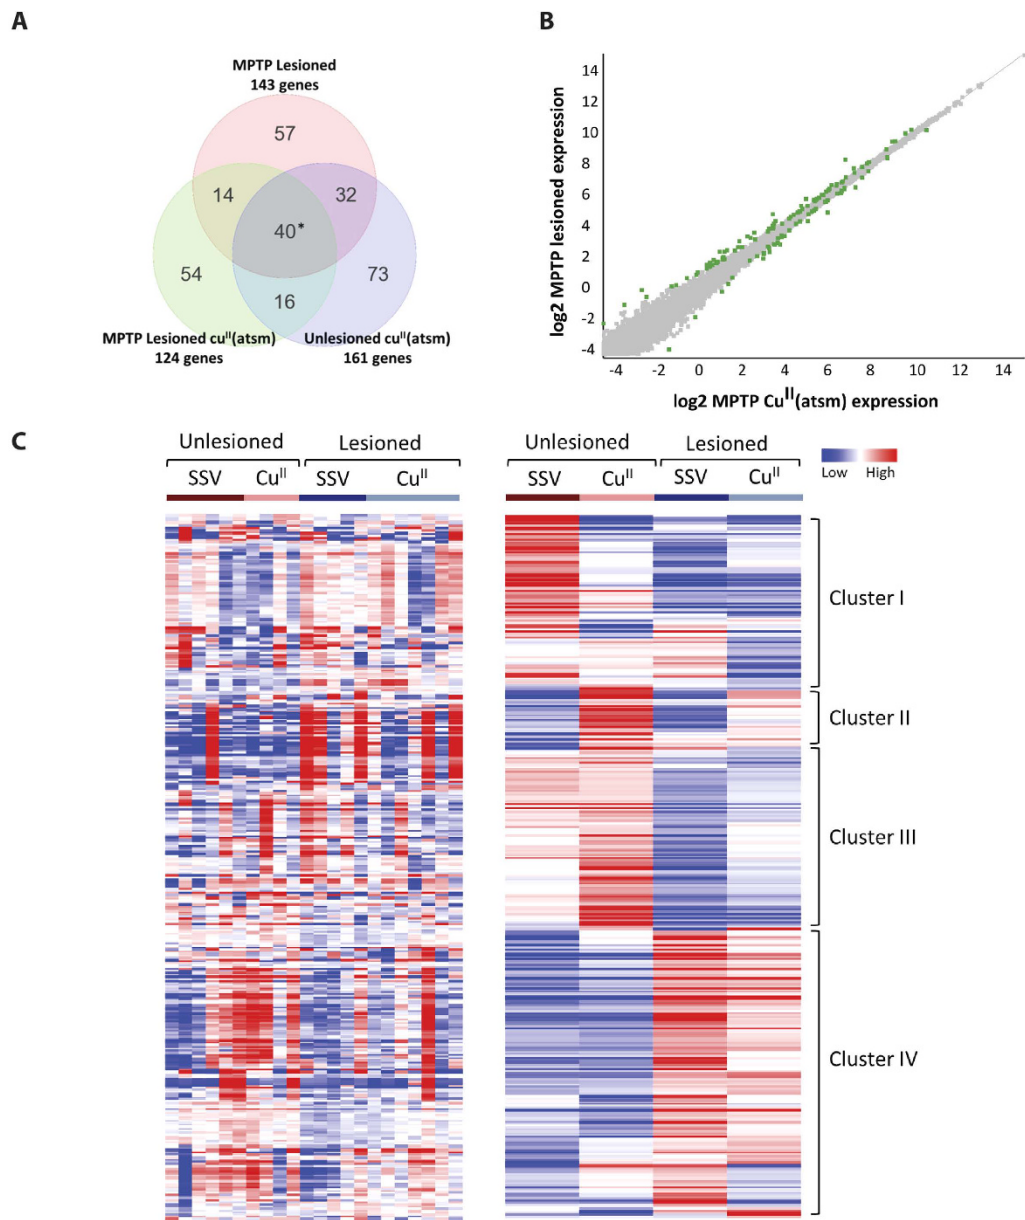 A
MPTP Lesioned
143 genes
57
14
32
40*
54
73
16
MPTP Lesioned cuII(atsm)
124 genes
Unlesioned cuII(atsm)
161 genes
B
log2 MPTP lesioned expression
14
12
10
8
6
4
2
0
-2
-4
-4 -2 0 2 4 6 8 10 12 14
log2 MPTP CuII(atsm) expression
C
Unlesioned Lesioned
SSV CuII SSV CuII
Unlesioned Lesioned
SSV CuII SSV CuII
Low High
Cluster I
Cluster II
Cluster III
Cluster IV